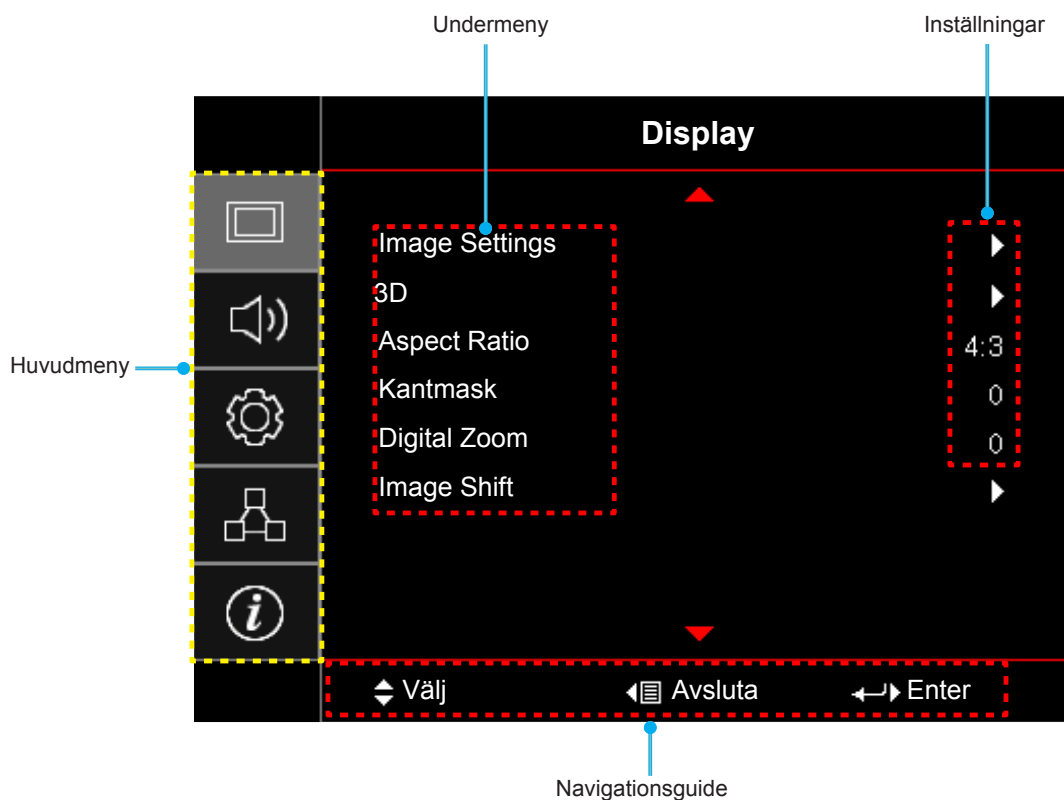 Undermeny
Inställningar
Display
Image Settings
3D
Aspect Ratio
4:3
Huvudmeny
Kantmask
0
Digital Zoom
0
Image Shift
i
Välj
Avsluta
Enter
Navigationsguide